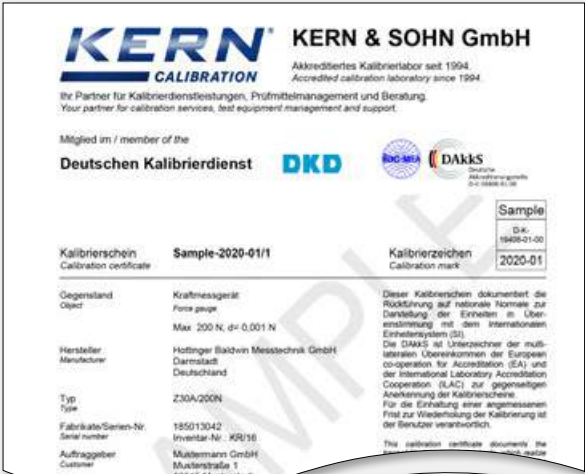 KERN
CALIBRATION
KERN & SOHN GmbH
Akkreditiertes Kalibrierlabor seit 1994.
Accredited calibration laboratory since 1994
Ihr Partner für Kalibrierdienstleistungen, Prüfmittelmanagement und Beratung.
Your partner for calibration services, test equipment management and support.
Mitglied im / member of the
Deutschen Kalibrierdienst
DKD
ilac-MRA
DAkkS
Deutsche
Akkreditierungsstelle
Sample
D-K-
19408-01-00
2020-01
Kalibrierschein
Calibration certificate
Sample-2020-01/1
Kalibrierzeichen
Calibration mark
Gegenstand
Object
Kraftmessgerät
Force gauge
Max 200 N, d= 0,001 N
Hersteller
Manufacturer
Hottinger Baldwin Messtechnik GmbH
Darmstadt
Deutschland
Typ
Type
Z30A/200N
Fabrikate/Serien-Nr.
Serial number
185013042
Inventar-Nr.: KR/16
Auftraggeber
Customer
Mustermann GmbH
Musterstraße 1
Dieser Kalibrierschein dokumentiert die
Rückführung auf nationale Normale zur
Darstellung der Einheiten in Über-
einstimmung mit dem Internationalen
Einheitensystem (SI).
Die DAkkS ist Unterzeichner der multi-
lateralen Übereinkommen der European
co-operation for Accreditation (EA) und
der International Laboratory Accreditation
Cooperation (ILAC) zur gegenseitigen
Anerkennung der Kalibrierscheine.
Für die Einhaltung einer angemessenen
Frist zur Wiederholung der Kalibrierung ist
der Benutzer verantwortlich.
This calibration certificate documents the
which realize
SAMPLE